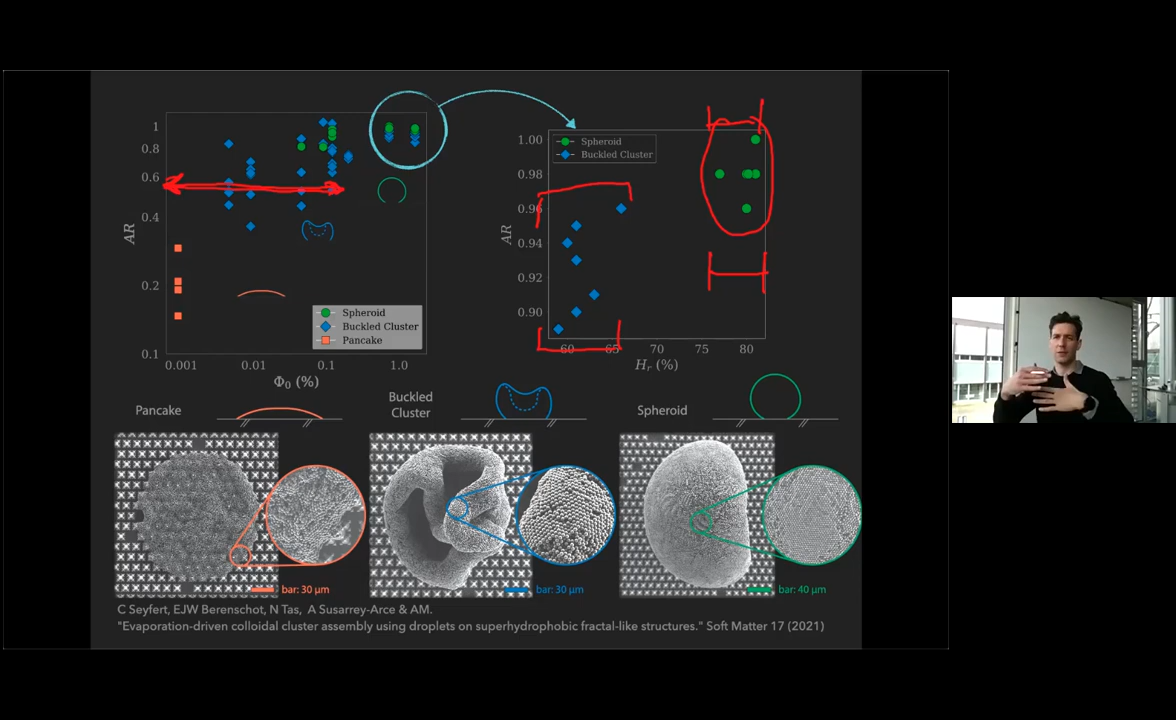 1
0.8
0.6
0.4
0.2
0.1
AR
0.001
0.01
0.1
1.0
Φ₀ (%)
Spheroid
Buckled Cluster
Pancake
1.00
0.98
0.96
0.94
0.92
0.90
AR
Spheroid
Buckled Cluster
60
65
70
75
80
Hᵣ (%)
Pancake
Buckled
Cluster
Spheroid
bar: 30 µm
bar: 30 µm
bar: 40 µm
C Seyfert, EJW Berenschot, N Tas, A Susarrey-Arce & AM.
"Evaporation-driven colloidal cluster assembly using droplets on superhydrophobic fractal-like structures." Soft Matter 17 (2021)